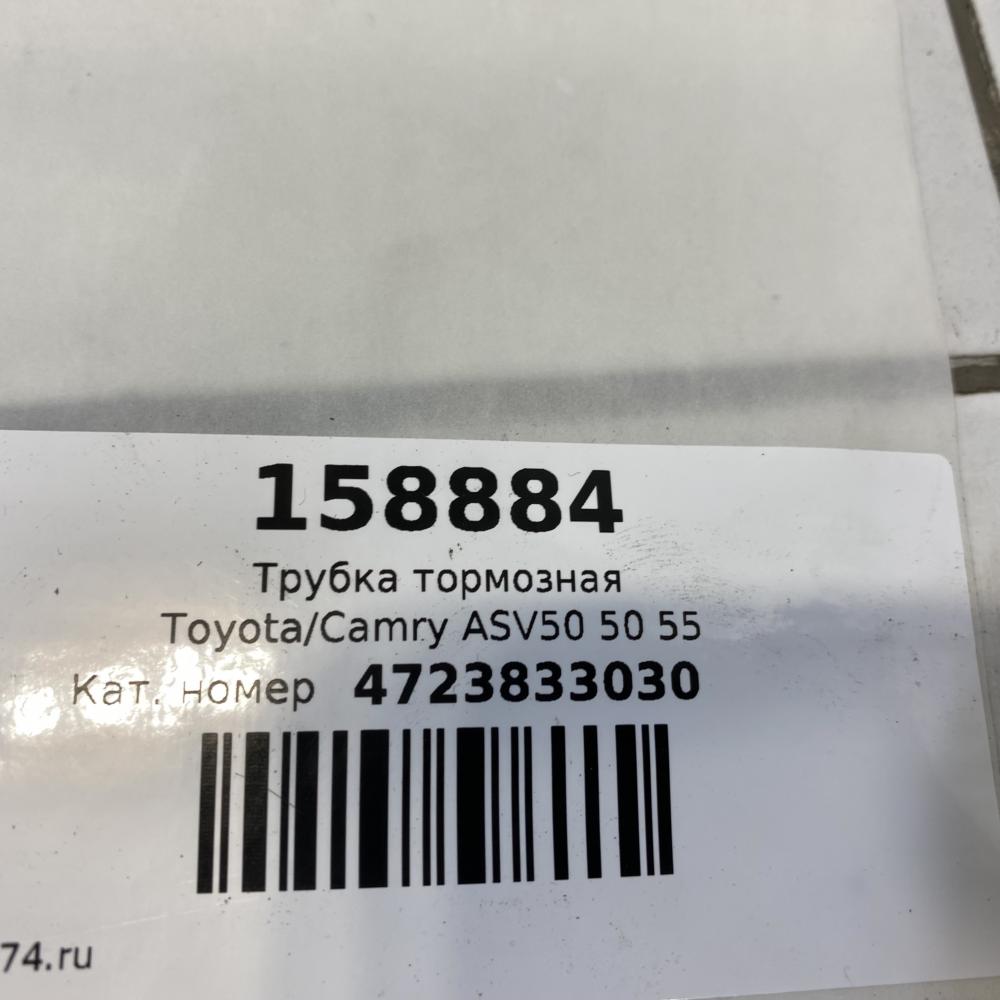 158884
Трубка тормозная
Toyota/Camry ASV50 50 55
Кат. номер 4723833030
74.ru